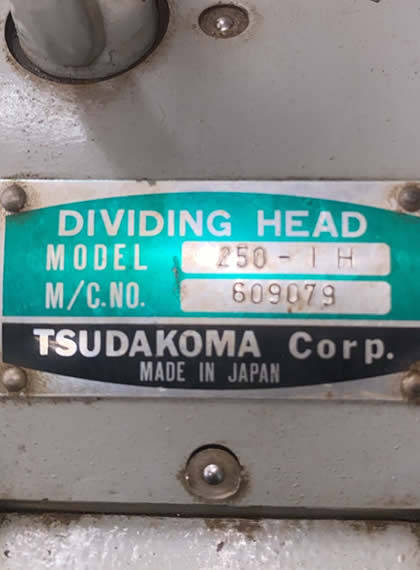 DIVIDING HEAD
MODEL 250-1H
M/C.NO. 609079
TSUDAKOMA Corp.
MADE IN JAPAN